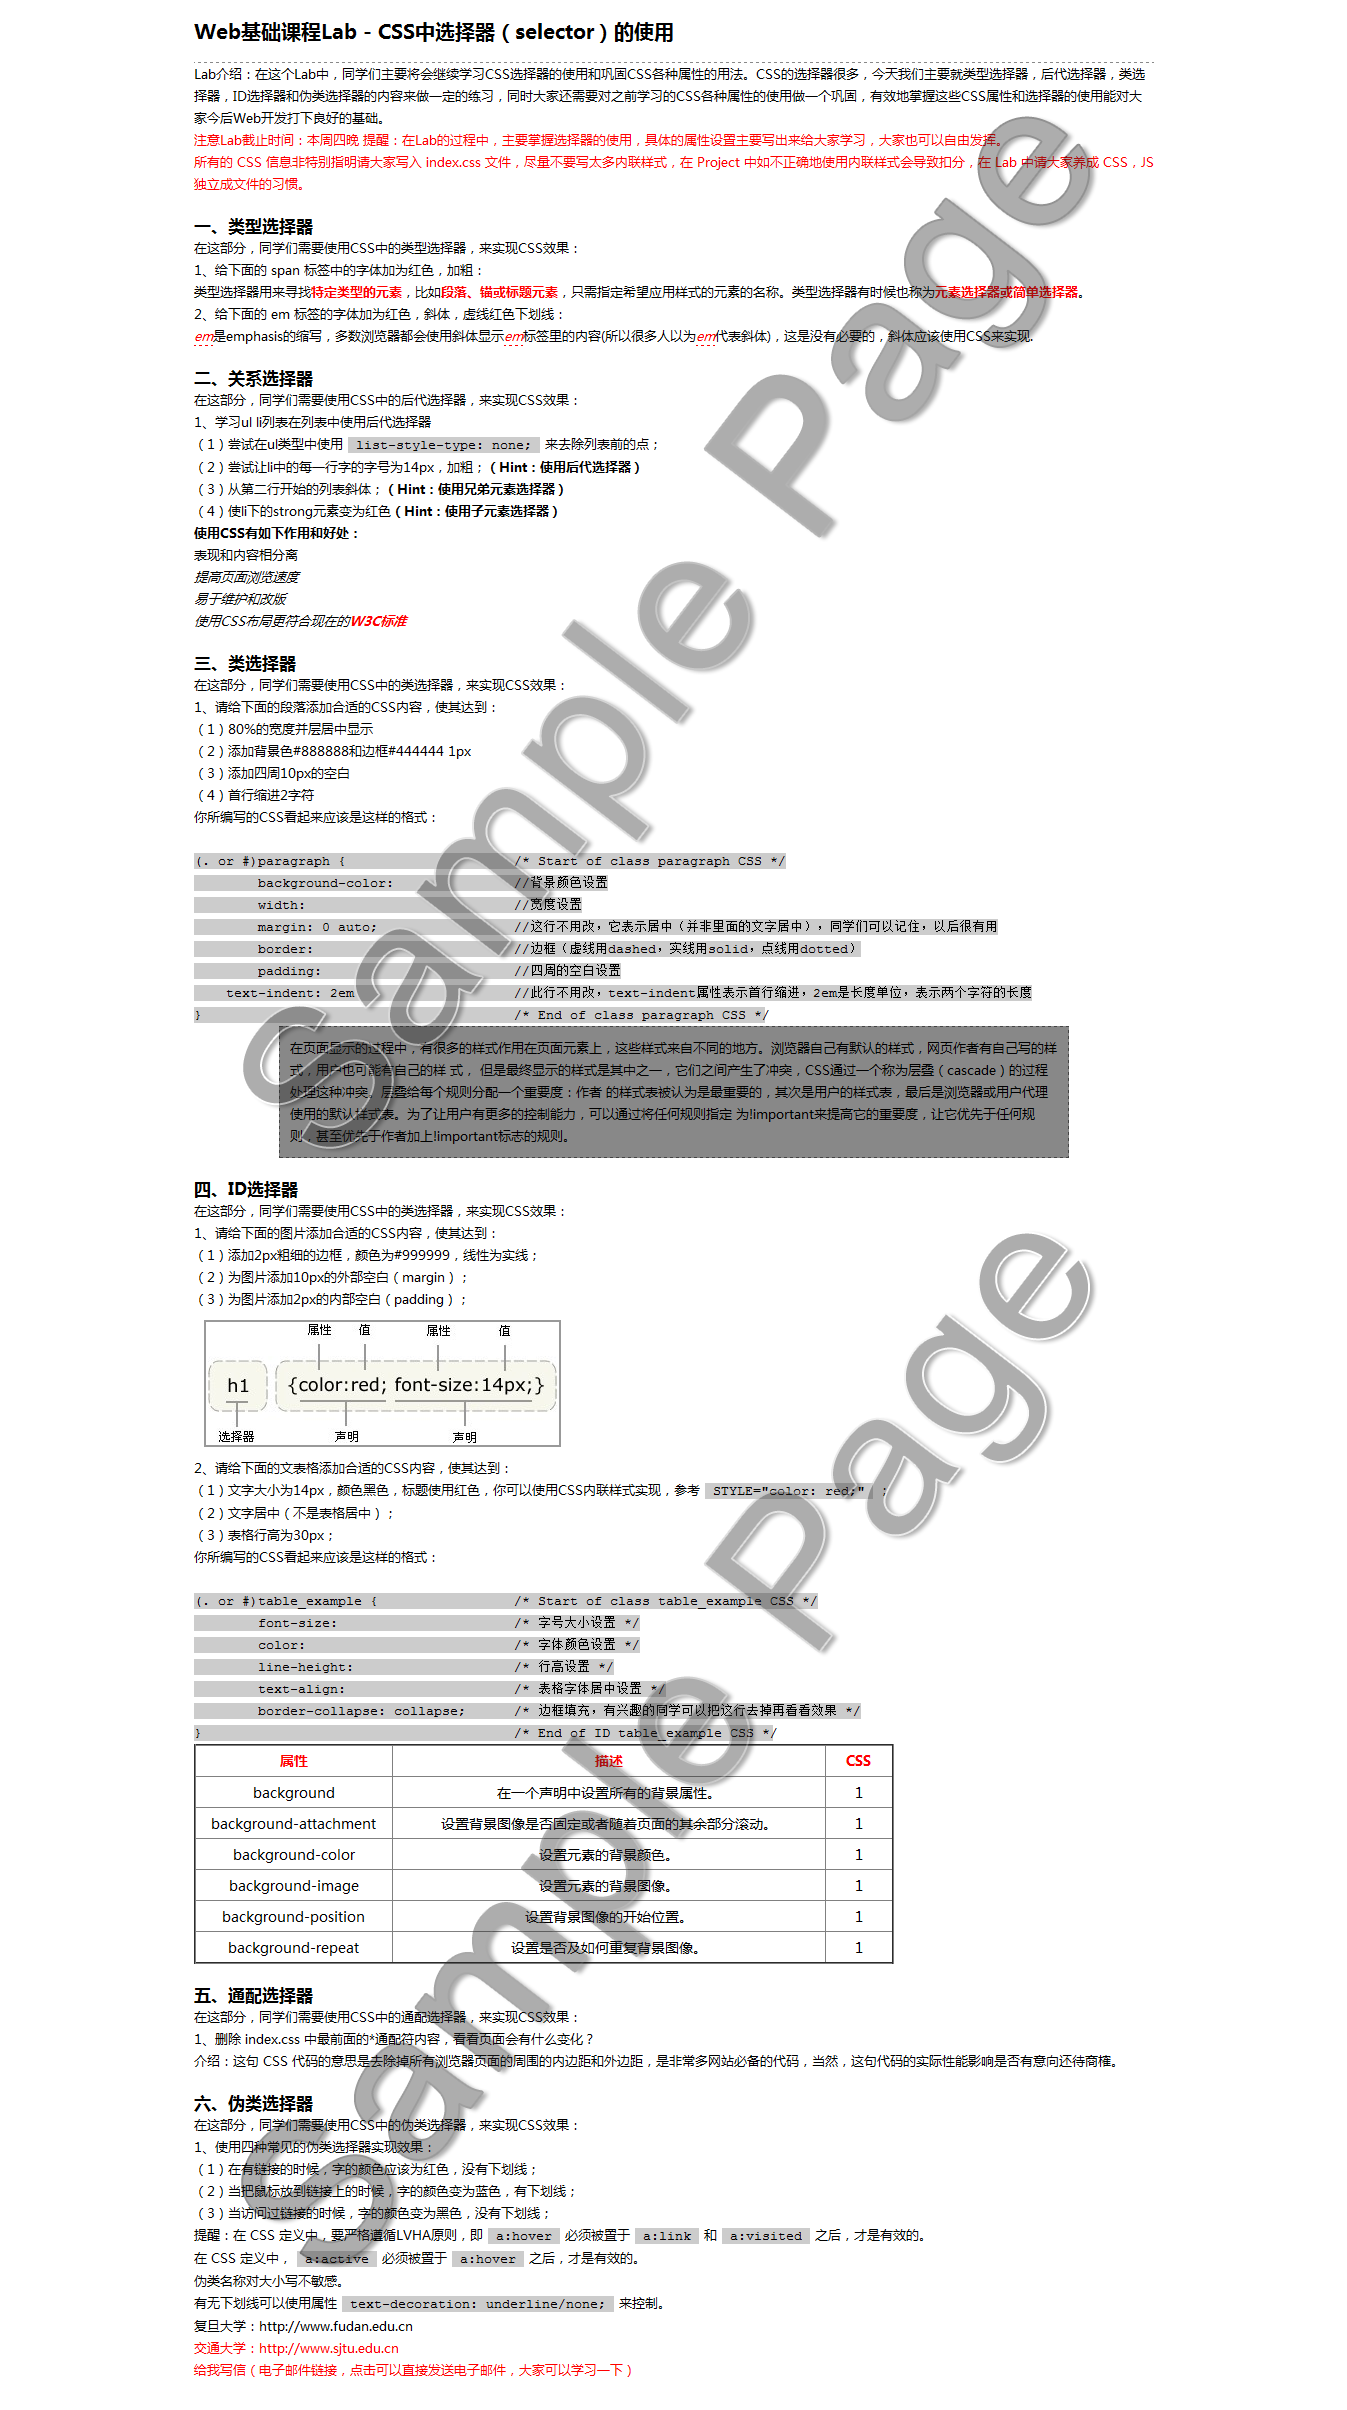 Web基础课程Lab - CSS中选择器（selector）的使用
Lab介绍：在这个Lab中，同学们主要将会继续学习CSS选择器的使用和巩固CSS各种属性的用法。CSS的选择器很多，今天我们主要就类型选择器，后代选择器，类选
择器，ID选择器和伪类选择器的内容来做一定的练习，同时大家还需要对之前学习的CSS各种属性的使用做一个巩固，有效地掌握这些CSS属性和选择器的使用能对大
家今后Web开发打下良好的基础。
注意Lab截止时间：本周四晚 提醒：在Lab的过程中，主要掌握选择器的使用，具体的属性设置主要写出来给大家学习，大家也可以自由发挥。
所有的 CSS 信息非特别指明请大家写入 index.css 文件，尽量不要写太多内联样式，在 Project 中如不正确地使用内联样式会导致扣分，在 Lab 中请大家养成 CSS，JS
独立成文件的习惯。
一、类型选择器
在这部分，同学们需要使用CSS中的类型选择器，来实现CSS效果：
1、给下面的 span 标签中的字体加为红色，加粗：
类型选择器用来寻找特定类型的元素，比如段落、锚或标题元素，只需指定希望应用样式的元素的名称。类型选择器有时候也称为元素选择器或简单选择器。
2、给下面的 em 标签的字体加为红色，斜体，虚线红色下划线：
em是emphasis的缩写，多数浏览器都会使用斜体显示em标签里的内容(所以很多人以为em代表斜体)，这是没有必要的，斜体应该使用CSS来实现.
二、关系选择器
在这部分，同学们需要使用CSS中的后代选择器，来实现CSS效果：
1、学习ul li列表在列表中使用后代选择器
（1）尝试在ul类型中使用 list-style-type: none; 来去除列表前的点；
（2）尝试让li中的每一行字的字号为14px，加粗；（Hint：使用后代选择器）
（3）从第二行开始的列表斜体；（Hint：使用兄弟元素选择器）
（4）使li下的strong元素变为红色（Hint：使用子元素选择器）
使用CSS有如下作用和好处：
表现和内容相分离
提高页面浏览速度
易于维护和改版
使用CSS布局更符合现在的W3C标准
三、类选择器
在这部分，同学们需要使用CSS中的类选择器，来实现CSS效果：
1、请给下面的段落添加合适的CSS内容，使其达到：
（1）80%的宽度并层居中显示
（2）添加背景色#888888和边框#444444 1px
（3）添加四周10px的空白
（4）首行缩进2字符
你所编写的CSS看起来应该是这样的格式：
(. or #)paragraph { /* Start of class paragraph CSS */
background-color: //背景颜色设置
width: //宽度设置
margin: 0 auto; //这行不用改，它表示居中（并非里面的文字居中），同学们可以记住，以后很有用
border: //边框（虚线用dashed，实线用solid，点线用dotted）
padding: //四周的空白设置
text-indent: 2em //此行不用改，text-indent属性表示首行缩进，2em是长度单位，表示两个字符的长度
} /* End of class paragraph CSS */
在页面显示的过程中，有很多的样式作用在页面元素上，这些样式来自不同的地方。浏览器自己有默认的样式，网页作者有自己写的样
式，用户也可能有自己的样 式， 但是最终显示的样式是其中之一，它们之间产生了冲突，CSS通过一个称为层叠（cascade）的过程
处理这种冲突。层叠给每个规则分配一个重要度：作者 的样式表被认为是最重要的，其次是用户的样式表，最后是浏览器或用户代理
使用的默认样式表。为了让用户有更多的控制能力，可以通过将任何规则指定 为!important来提高它的重要度，让它优先于任何规
则，甚至优先于作者加上!important标志的规则。
四、ID选择器
在这部分，同学们需要使用CSS中的类选择器，来实现CSS效果：
1、请给下面的图片添加合适的CSS内容，使其达到：
（1）添加2px粗细的边框，颜色为#999999，线性为实线；
（2）为图片添加10px的外部空白（margin）；
（3）为图片添加2px的内部空白（padding）；
属性 值 属性 值
h1 {color:red; font-size:14px;}
选择器 声明 声明
2、请给下面的文表格添加合适的CSS内容，使其达到：
（1）文字大小为14px，颜色黑色，标题使用红色，你可以使用CSS内联样式实现，参考 STYLE="color: red;" ；
（2）文字居中（不是表格居中）；
（3）表格行高为30px；
你所编写的CSS看起来应该是这样的格式：
(. or #)table_example { /* Start of class table_example CSS */
font-size: /* 字号大小设置 */
color: /* 字体颜色设置 */
line-height: /* 行高设置 */
text-align: /* 表格字体居中设置 */
border-collapse: collapse; /* 边框填充，有兴趣的同学可以把这行去掉再看看效果 */
} /* End of ID table_example CSS */
属性 描述 CSS
background 在一个声明中设置所有的背景属性。 1
background-attachment 设置背景图像是否固定或者随着页面的其余部分滚动。 1
background-color 设置元素的背景颜色。 1
background-image 设置元素的背景图像。 1
background-position 设置背景图像的开始位置。 1
background-repeat 设置是否及如何重复背景图像。 1
五、通配选择器
在这部分，同学们需要使用CSS中的通配选择器，来实现CSS效果：
1、删除 index.css 中最前面的*通配符内容，看看页面会有什么变化？
介绍：这句 CSS 代码的意思是去除掉所有浏览器页面的周围的内边距和外边距，是非常多网站必备的代码，当然，这句代码的实际性能影响是否有意向还待商榷。
六、伪类选择器
在这部分，同学们需要使用CSS中的伪类选择器，来实现CSS效果：
1、使用四种常见的伪类选择器实现效果：
（1）在有链接的时候，字的颜色应该为红色，没有下划线；
（2）当把鼠标放到链接上的时候，字的颜色变为蓝色，有下划线；
（3）当访问过链接的时候，字的颜色变为黑色，没有下划线；
提醒：在 CSS 定义中，要严格遵循LVHA原则，即 a:hover 必须被置于 a:link 和 a:visited 之后，才是有效的。
在 CSS 定义中， a:active 必须被置于 a:hover 之后，才是有效的。
伪类名称对大小写不敏感。
有无下划线可以使用属性 text-decoration: underline/none; 来控制。
复旦大学：http://www.fudan.edu.cn
交通大学：http://www.sjtu.edu.cn
给我写信（电子邮件链接，点击可以直接发送电子邮件，大家可以学习一下）
Sample Page
Sample Page